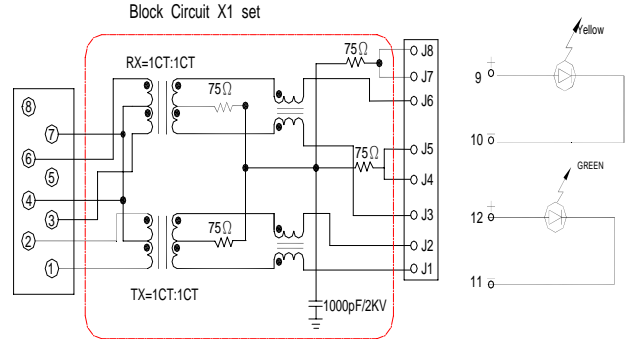 Block Circuit X1 set
RX=1CT:1CT
75Ω
75Ω
J8
J7
J6
Yellow
9 +
10 -
8
7
6
5
4
3
2
1
75Ω
J5
J4
J3
J2
J1
75Ω
TX=1CT:1CT
1000pF/2KV
GREEN
12 +
11 -